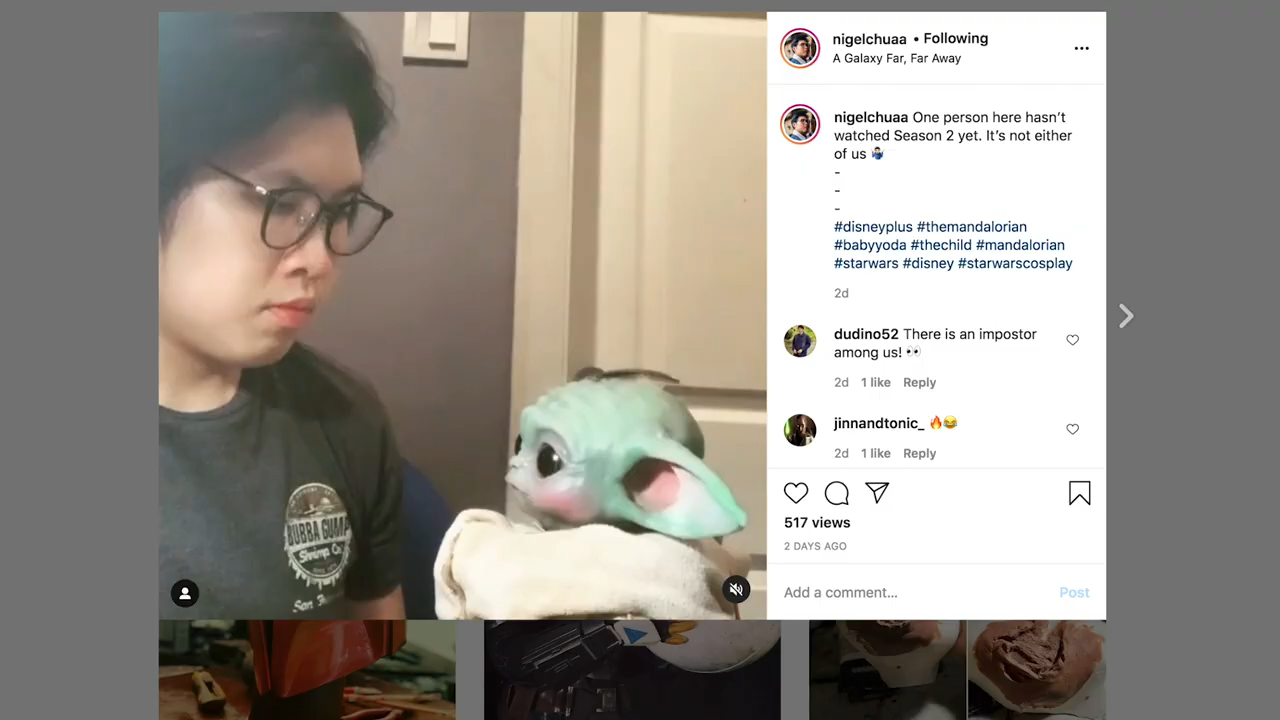 nigelchuaa • Following
A Galaxy Far, Far Away
nigelchuaa One person here hasn't
watched Season 2 yet. It's not either
of us 🤷🏻‍♂️
-
-
-
#disneyplus #themandalorian
#babyyoda #thechild #mandalorian
#starwars #disney #starwarscosplay
2d
dudino52 There is an impostor
among us! 👀
2d 1 like Reply
jinnandtonic_ 🔥😂
2d 1 like Reply
517 views
2 DAYS AGO
Add a comment... Post
BUBBA GUMP
Shrimp Co.
San